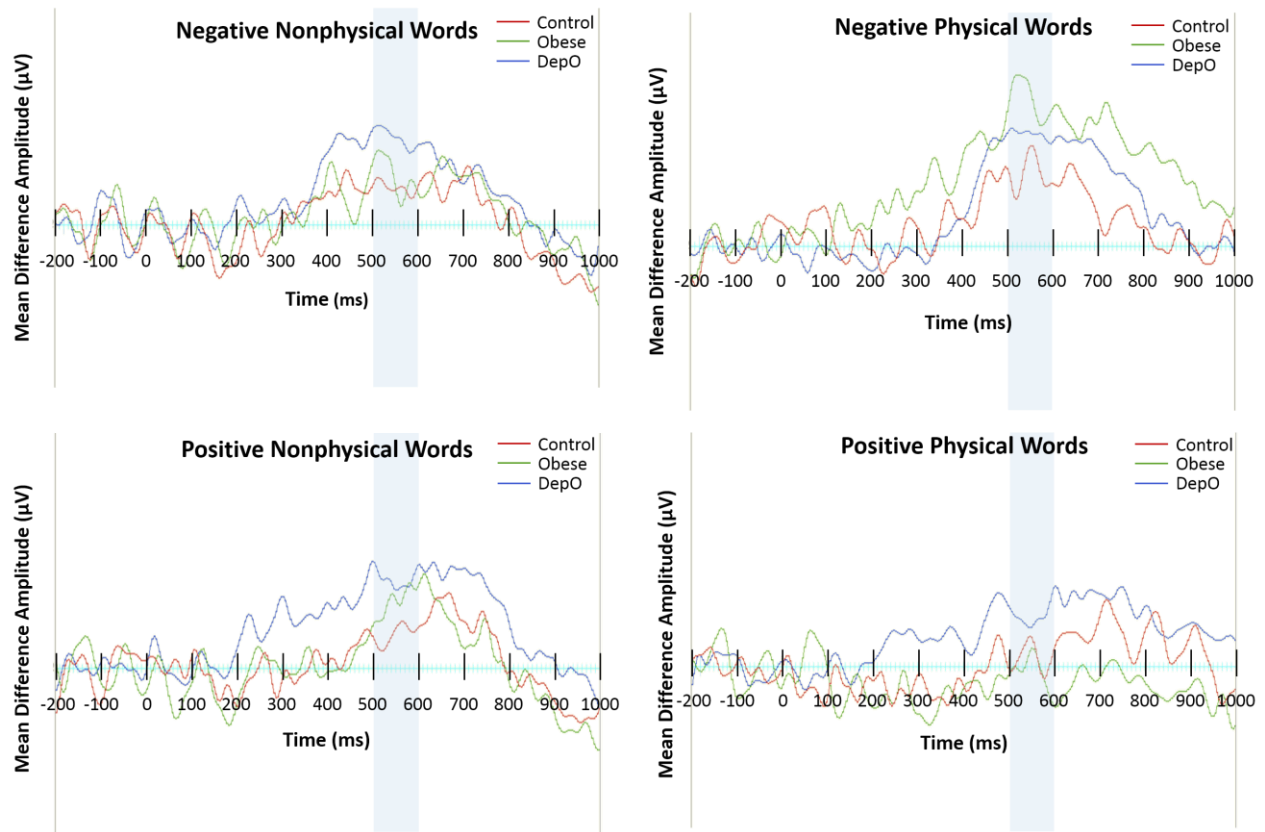 Negative Nonphysical Words
Control
Obese
DepO
Mean Difference Amplitude (µV)
-200 -100 0 100 200 300 400 500 600 700 800 900 1000
Time (ms)
Negative Physical Words
Control
Obese
DepO
Mean Difference Amplitude (µV)
-200 -100 0 100 200 300 400 500 600 700 800 900 1000
Time (ms)
Positive Nonphysical Words
Control
Obese
DepO
Mean Difference Amplitude (µV)
-200 -100 0 100 200 300 400 500 600 700 800 900 1000
Time (ms)
Positive Physical Words
Control
Obese
DepO
Mean Difference Amplitude (µV)
-200 -100 0 100 200 300 400 500 600 700 800 900 1000
Time (ms)